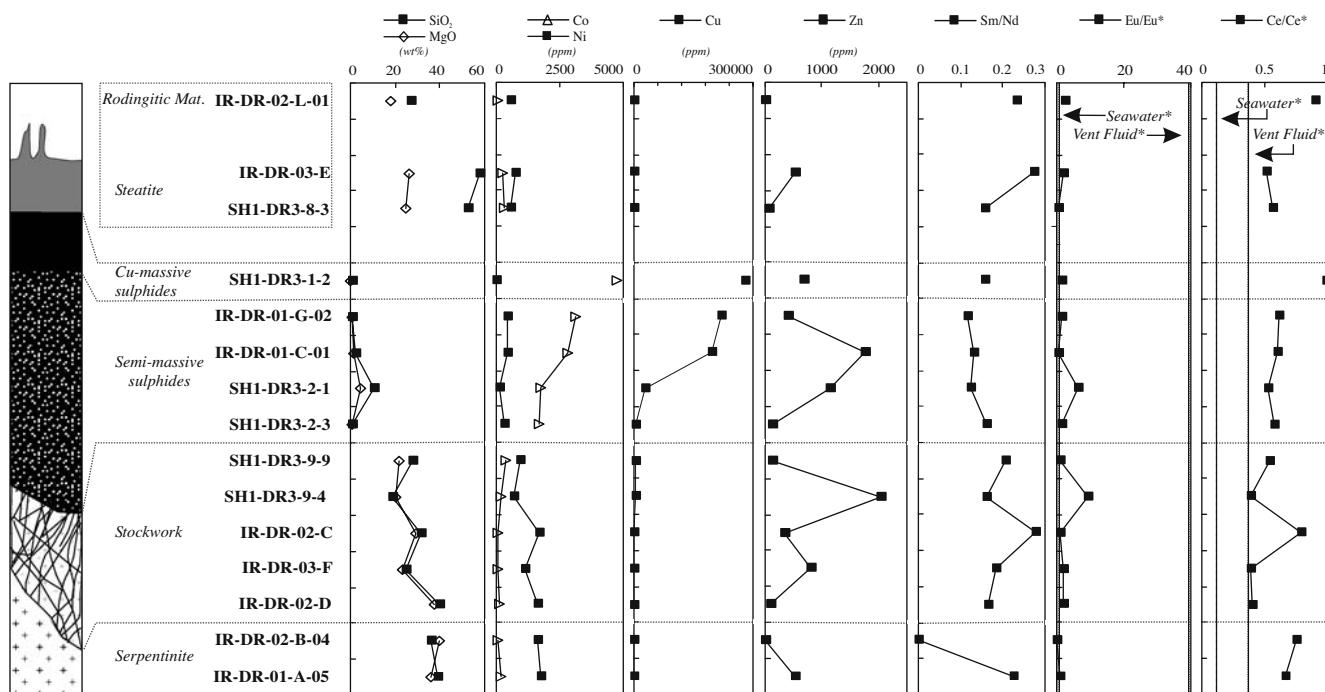 SiO₂ Co Cu Zn Sm/Nd Eu/Eu* Ce/Ce*
MgO Ni
(wt%) (ppm) (ppm) (ppm)
0 20 40 60 0 2500 5000 0 300000 0 1000 2000 0 0.1 0.2 0.3 0 20 40 0 0.5 1
Rodingitic Mat. IR-DR-02-L-01
Seawater* Seawater*
Vent Fluid* Vent Fluid*
IR-DR-03-E
Steatite
SH1-DR3-8-3
Cu-massive
sulphides
SH1-DR3-1-2
IR-DR-01-G-02
Semi-massive
sulphides
IR-DR-01-C-01
SH1-DR3-2-1
SH1-DR3-2-3
SH1-DR3-9-9
SH1-DR3-9-4
Stockwork IR-DR-02-C
IR-DR-03-F
IR-DR-02-D
IR-DR-02-B-04
Serpentinite
IR-DR-01-A-05